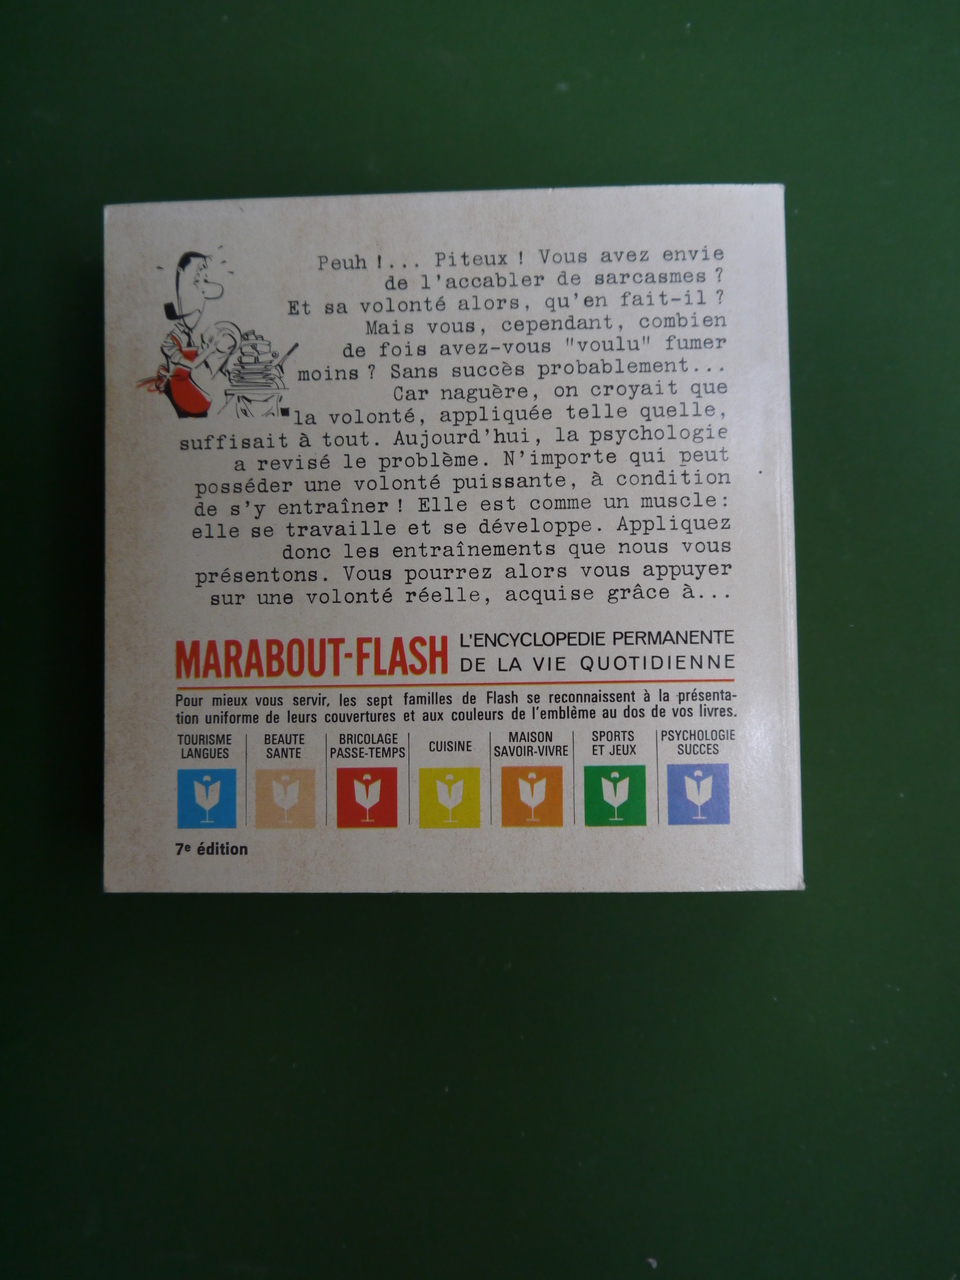 Peuh !... Piteux ! Vous avez envie
de l'accabler de sarcasmes ?
Et sa volonté alors, qu'en fait-il ?
Mais vous, cependant, combien
de fois avez-vous "voulu" fumer
moins ? Sans succès probablement...
Car naguère, on croyait que
la volonté, appliquée telle quelle,
suffisait à tout. Aujourd'hui, la psychologie
a revisé le problème. N'importe qui peut
posséder une volonté puissante, à condition
de s'y entraîner ! Elle est comme un muscle :
elle se travaille et se développe. Appliquez
donc les entraînements que nous vous
présentons. Vous pourrez alors vous appuyer
sur une volonté réelle, acquise grâce à...
MARABOUT-FLASH
L'ENCYCLOPEDIE PERMANENTE
DE LA VIE QUOTIDIENNE
Pour mieux vous servir, les sept familles de Flash se reconnaissent à la présenta-
tion uniforme de leurs couvertures et aux couleurs de l'emblème au dos de vos livres.
TOURISME
LANGUES
BEAUTE
SANTE
BRICOLAGE
PASSE-TEMPS
CUISINE
MAISON
SAVOIR-VIVRE
SPORTS
ET JEUX
PSYCHOLOGIE
SUCCES
7e édition